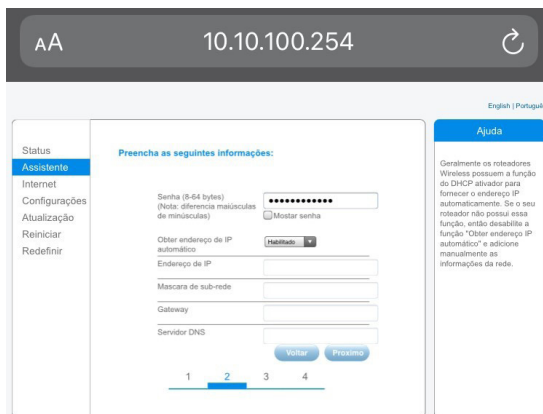 AA
10.10.100.254
English | Português
Ajuda
Status
Assistente
Internet
Configurações
Atualização
Reiniciar
Redefinir
Preencha as seguintes informações:
Senha (8-64 bytes)
(Nota: diferencia maiúsculas
de minúsculas)
••••••••••••
Mostar senha
Obter endereço de IP
automático
Habilitado
Endereço de IP
Mascara de sub-rede
Gateway
Servidor DNS
Voltar
Proximo
1 2 3 4
Geralmente os roteadores
Wireless possuem a função
do DHCP ativador para
fornecer o endereço IP
automaticamente. Se o seu
roteador não possui essa
função, então desabilite a
função "Obter endereço IP
automático" e adicione
manualmente as
informações da rede.